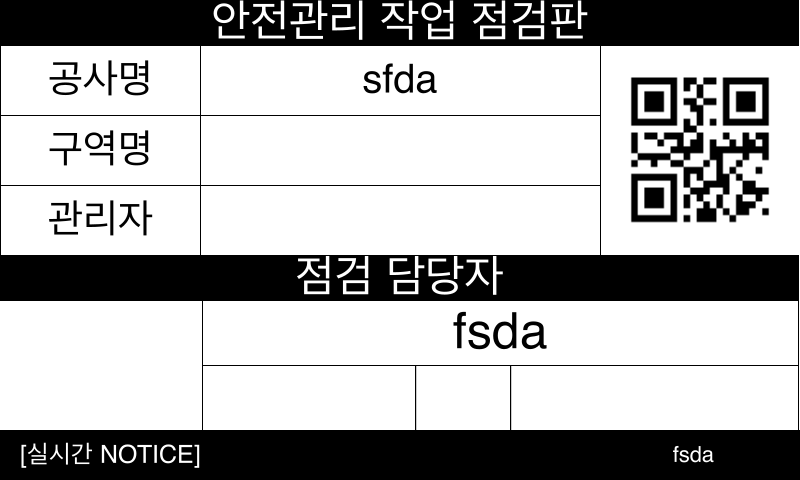 안전관리 작업 점검판
공사명 sfda
구역명
관리자
점검 담당자
fsda
[실시간 NOTICE] fsda